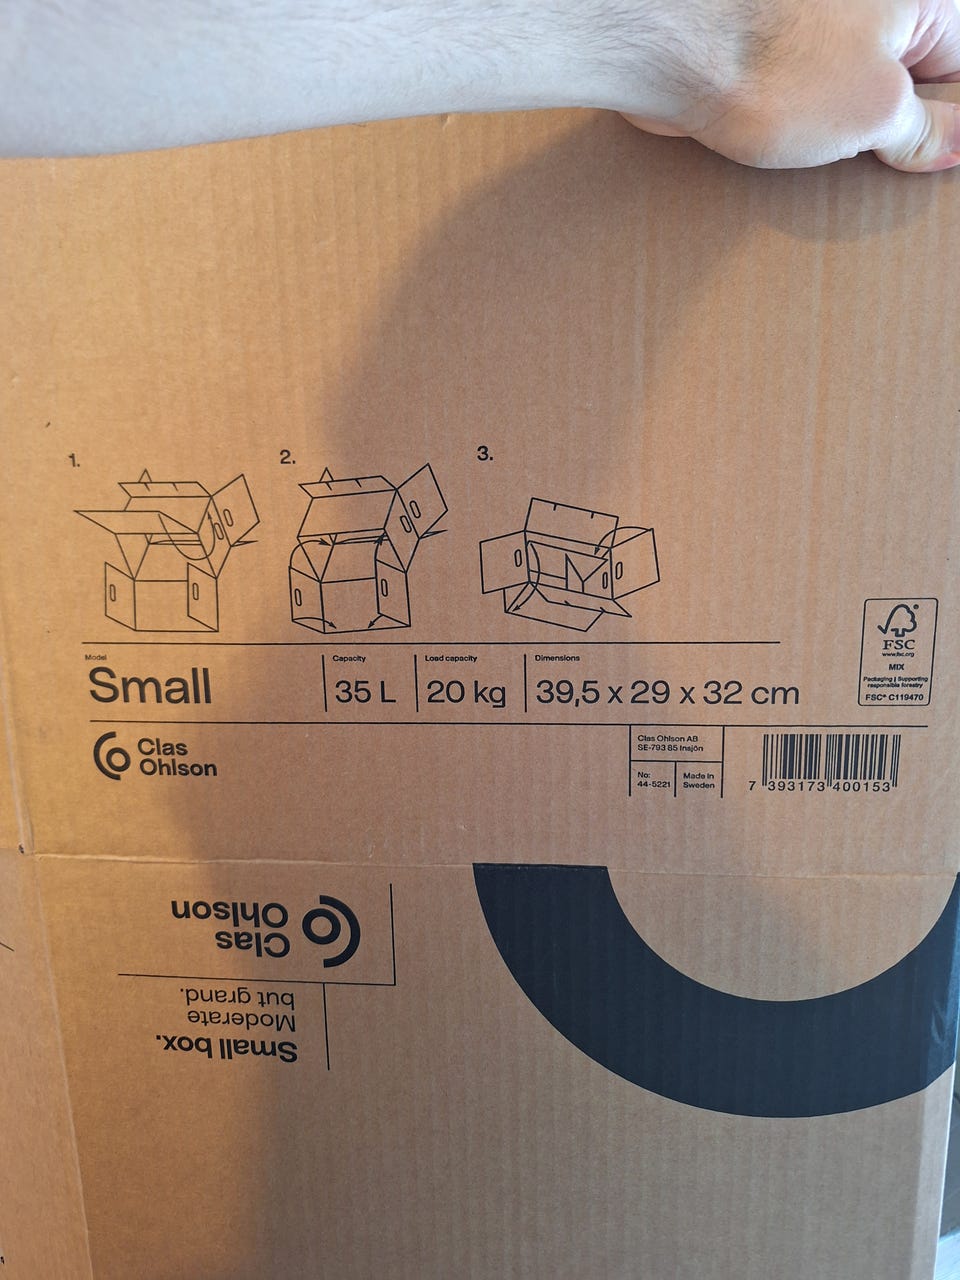 1.
2.
3.
Model
Small
Capacity
35 L
Load capacity
20 kg
Dimensions
39,5 x 29 x 32 cm
FSC
www.fsc.org
MIX
Packaging | Supporting
responsible forestry
FSC® C119470
Clas
Ohlson
Clas Ohlson AB
SE-793 85 Insjön
No:
44-5221
Made in
Sweden
7 393173 400153
Clas
Ohlson
Small box.
Moderate
but grand.